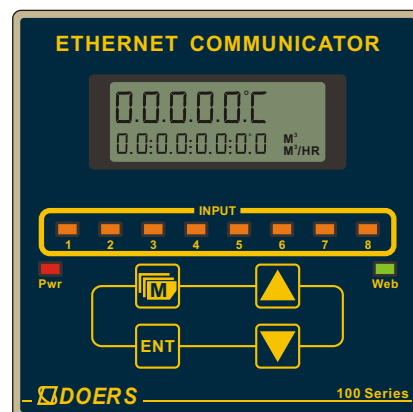 ETHERNET COMMUNICATOR
0.0.0.0.0°C
0.0:0.0:0.0:0.0 M³
M³/HR
INPUT
1 2 3 4 5 6 7 8
Pwr Web
M
ENT
DOERS 100 Series